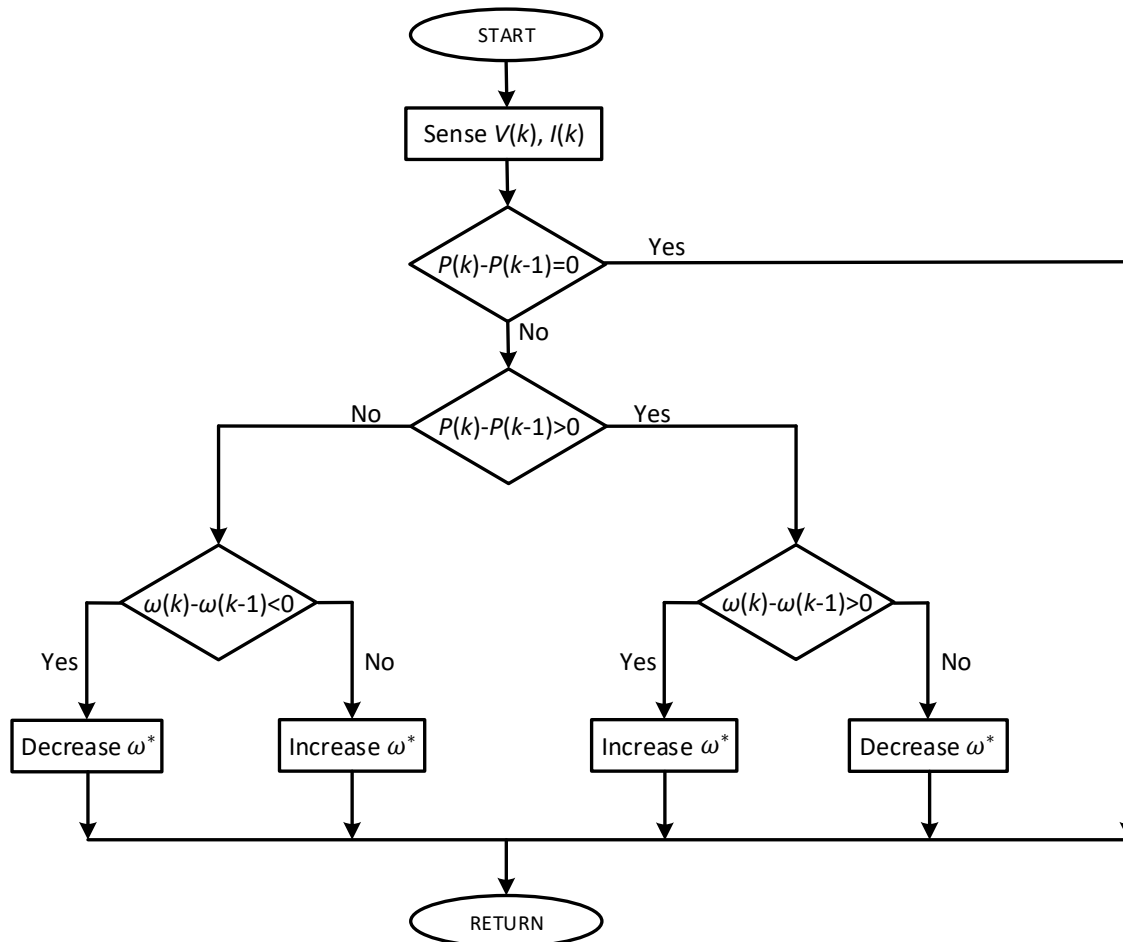 START
Sense V(k), I(k)
P(k)-P(k-1)=0
Yes
No
P(k)-P(k-1)>0
No
Yes
ω(k)-ω(k-1)<0
ω(k)-ω(k-1)>0
Yes
No
Yes
No
Decrease ω*
Increase ω*
Increase ω*
Decrease ω*
RETURN